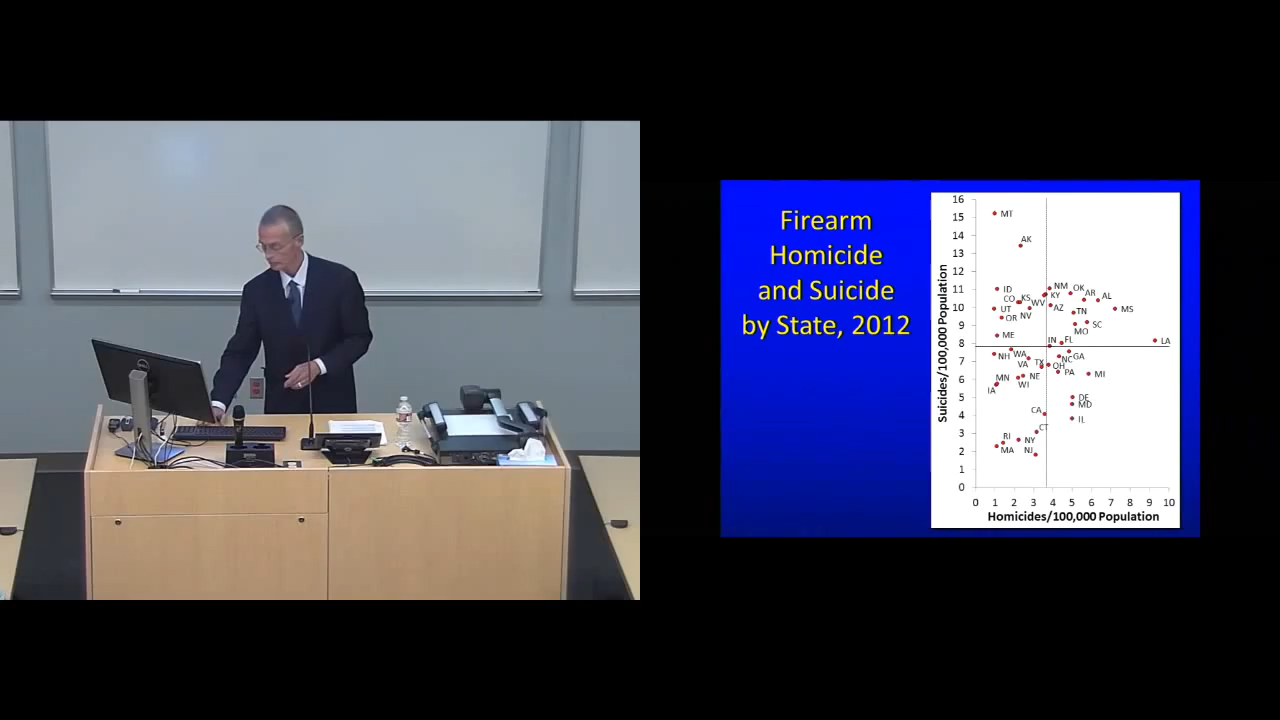 Firearm
Homicide
and Suicide
by State, 2012
Suicides/100,000 Population
16
15
14
13
12
11
10
9
8
7
6
5
4
3
2
1
0
MT
AK
ID
NM
OK
CO
KS
WV
KY
AR
AL
UT
NV
AZ
TN
MS
OR
MO
SC
ME
IN
FL
LA
NH
WA
VA
TX
OH
NC
GA
MN
WI
NE
PA
MI
IA
DE
MD
CA
CT
IL
RI
NY
MA
NJ
0 1 2 3 4 5 6 7 8 9 10
Homicides/100,000 Population